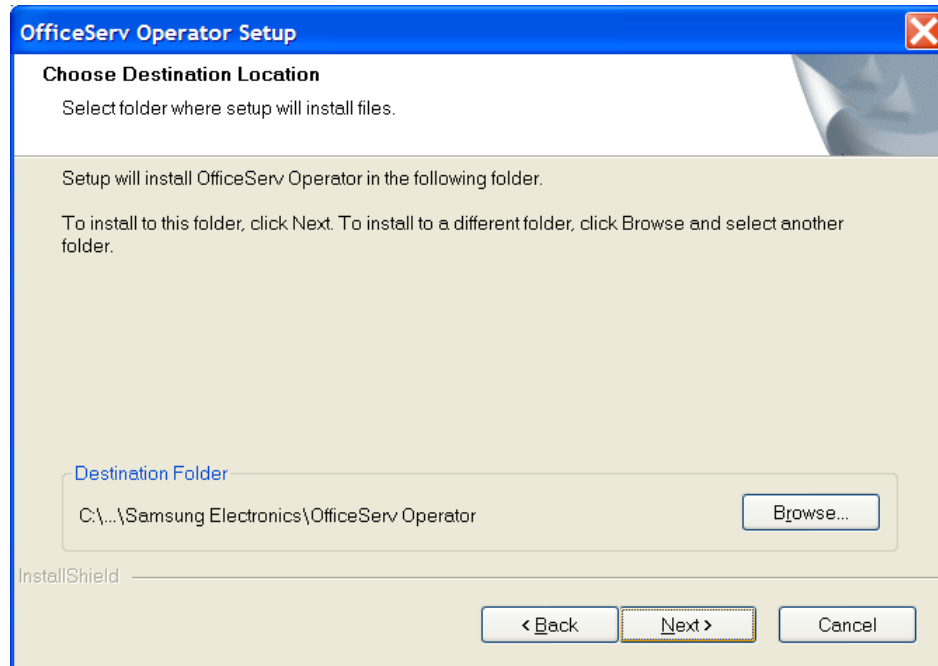 OfficeServ Operator Setup
Choose Destination Location
Select folder where setup will install files.
Setup will install OfficeServ Operator in the following folder.
To install to this folder, click Next. To install to a different folder, click Browse and select another
folder.
Destination Folder
C:\...\Samsung Electronics\OfficeServ Operator
Browse...
InstallShield
< Back
Next >
Cancel